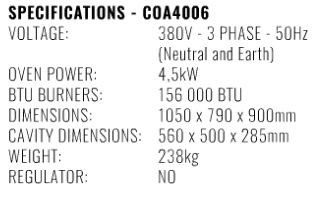 SPECIFICATIONS - COA4006
VOLTAGE: 380V - 3 PHASE - 50Hz
(Neutral and Earth)
OVEN POWER: 4,5kW
BTU BURNERS: 156 000 BTU
DIMENSIONS: 1050 x 790 x 900mm
CAVITY DIMENSIONS: 560 x 500 x 285mm
WEIGHT: 238kg
REGULATOR: NO